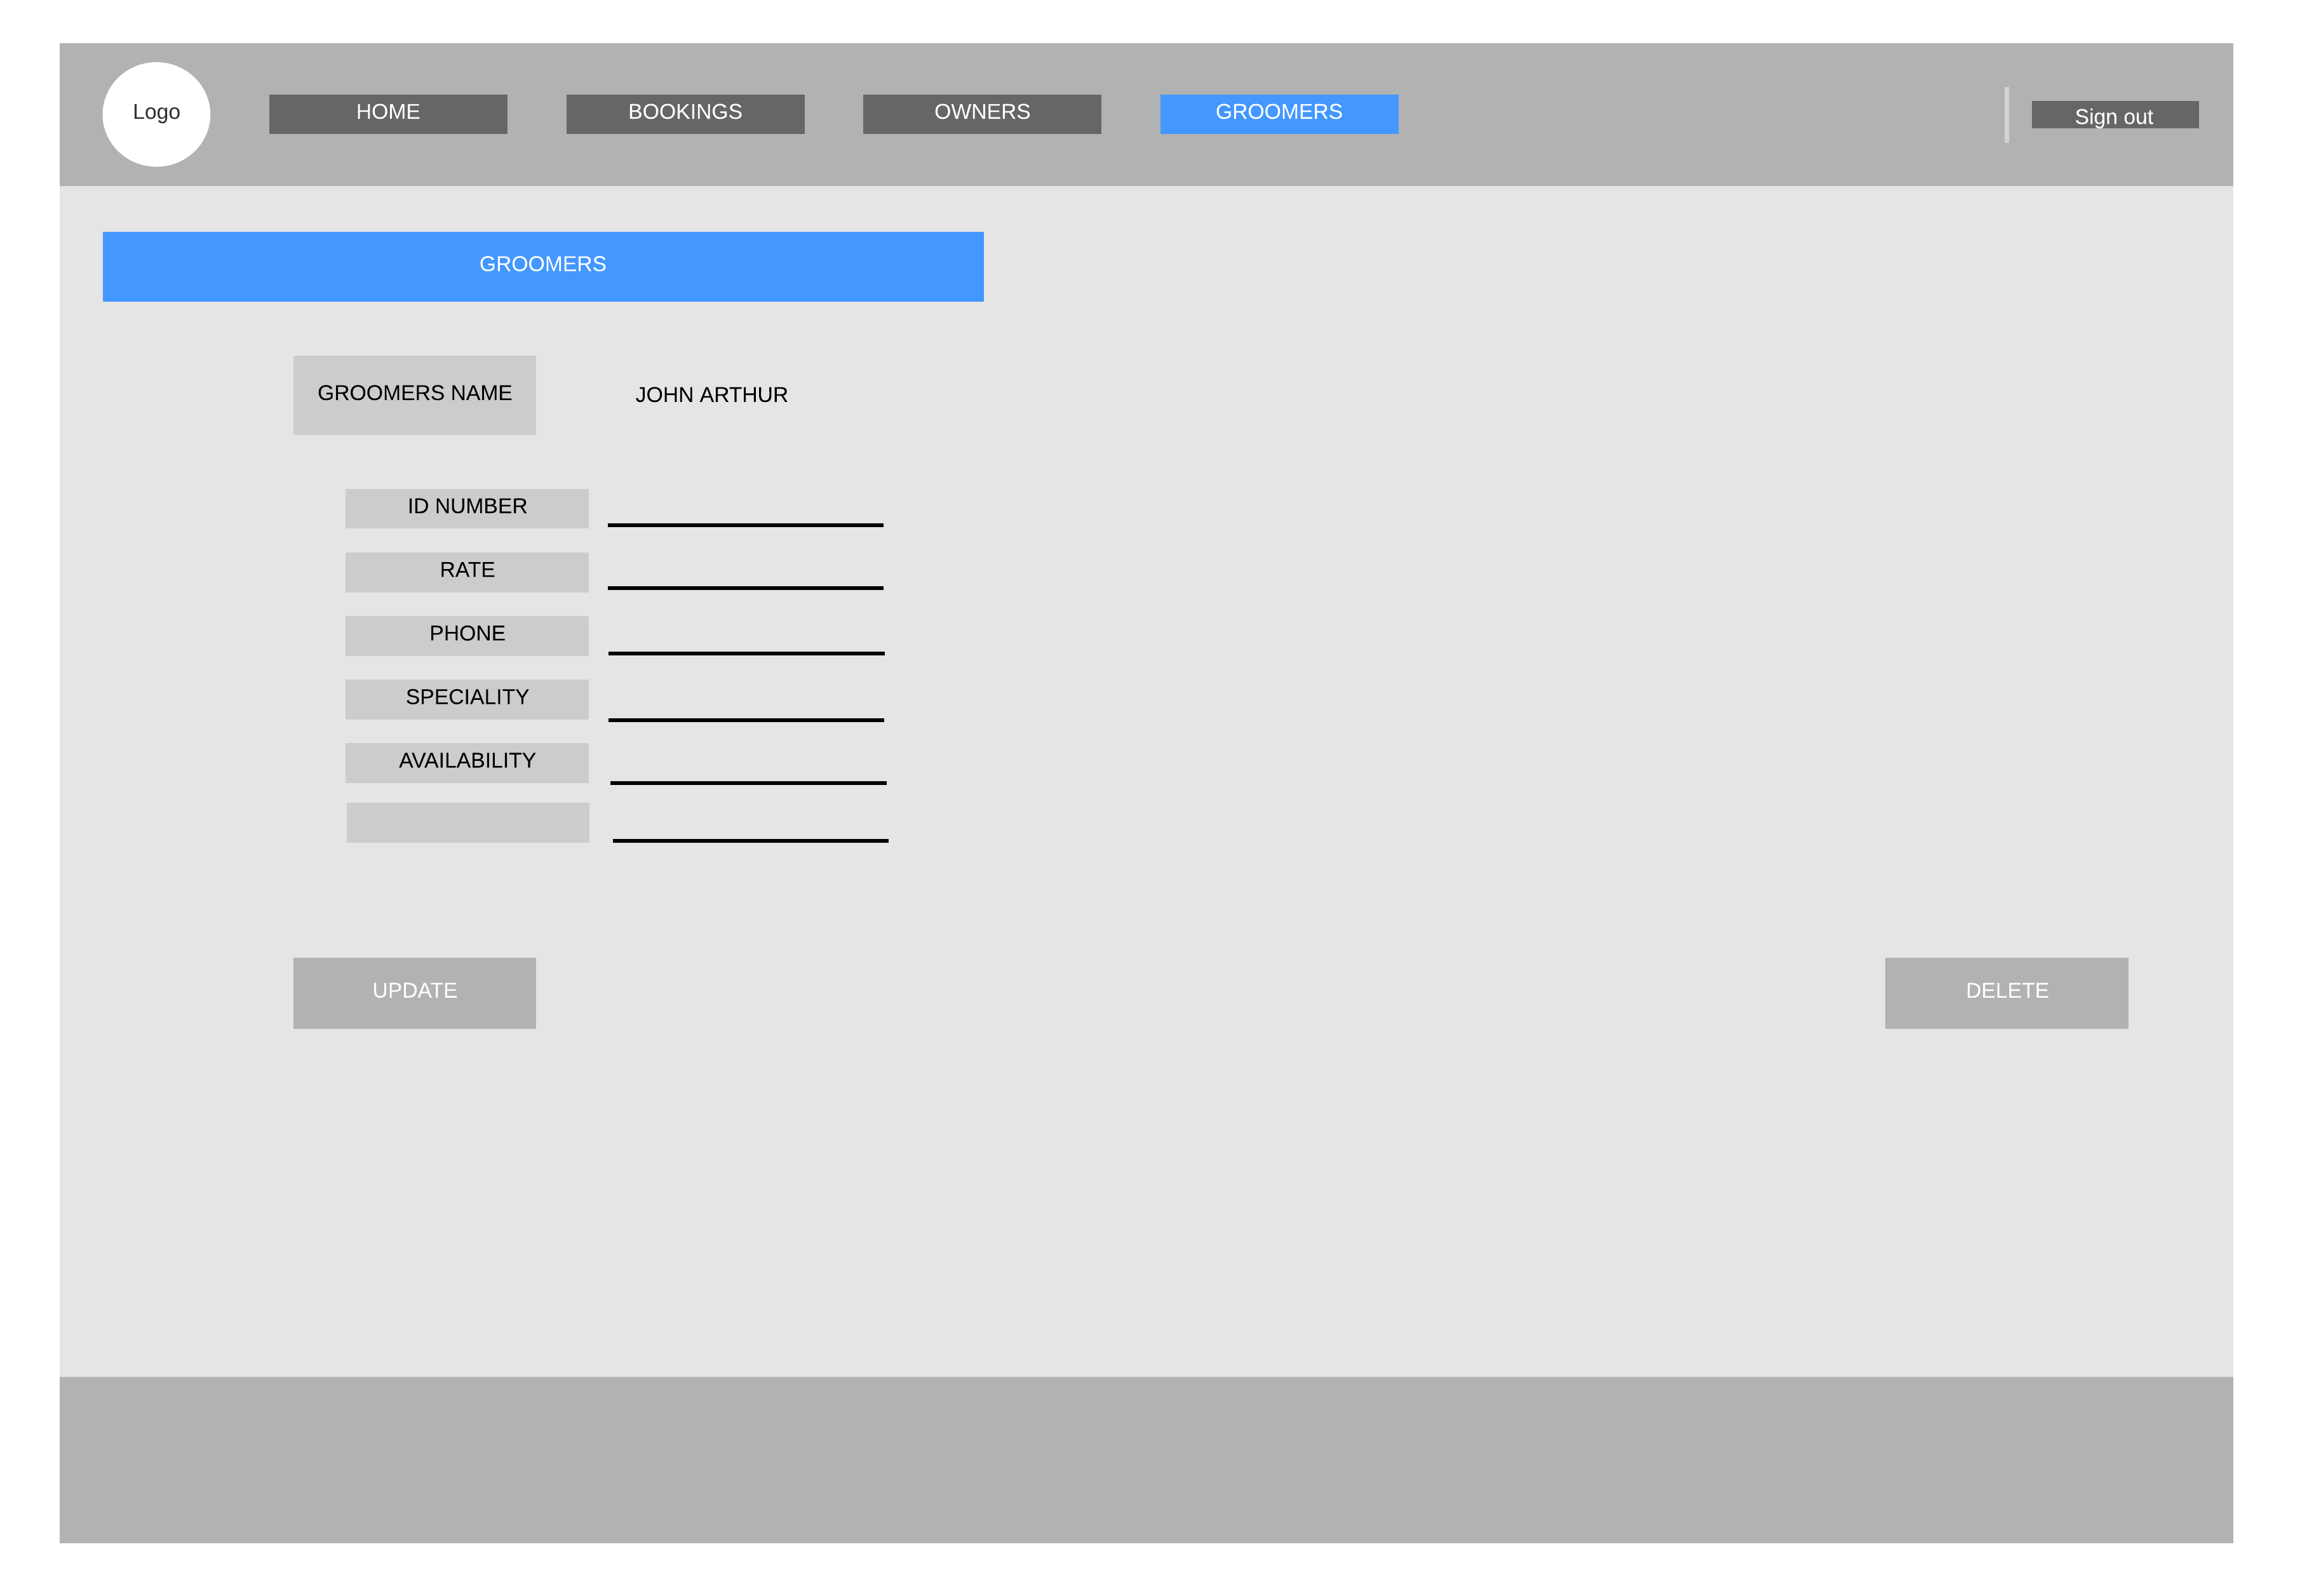 Logo
HOME
BOOKINGS
OWNERS
GROOMERS
Sign out
GROOMERS
GROOMERS NAME
JOHN ARTHUR
ID NUMBER
RATE
PHONE
SPECIALITY
AVAILABILITY
UPDATE
DELETE